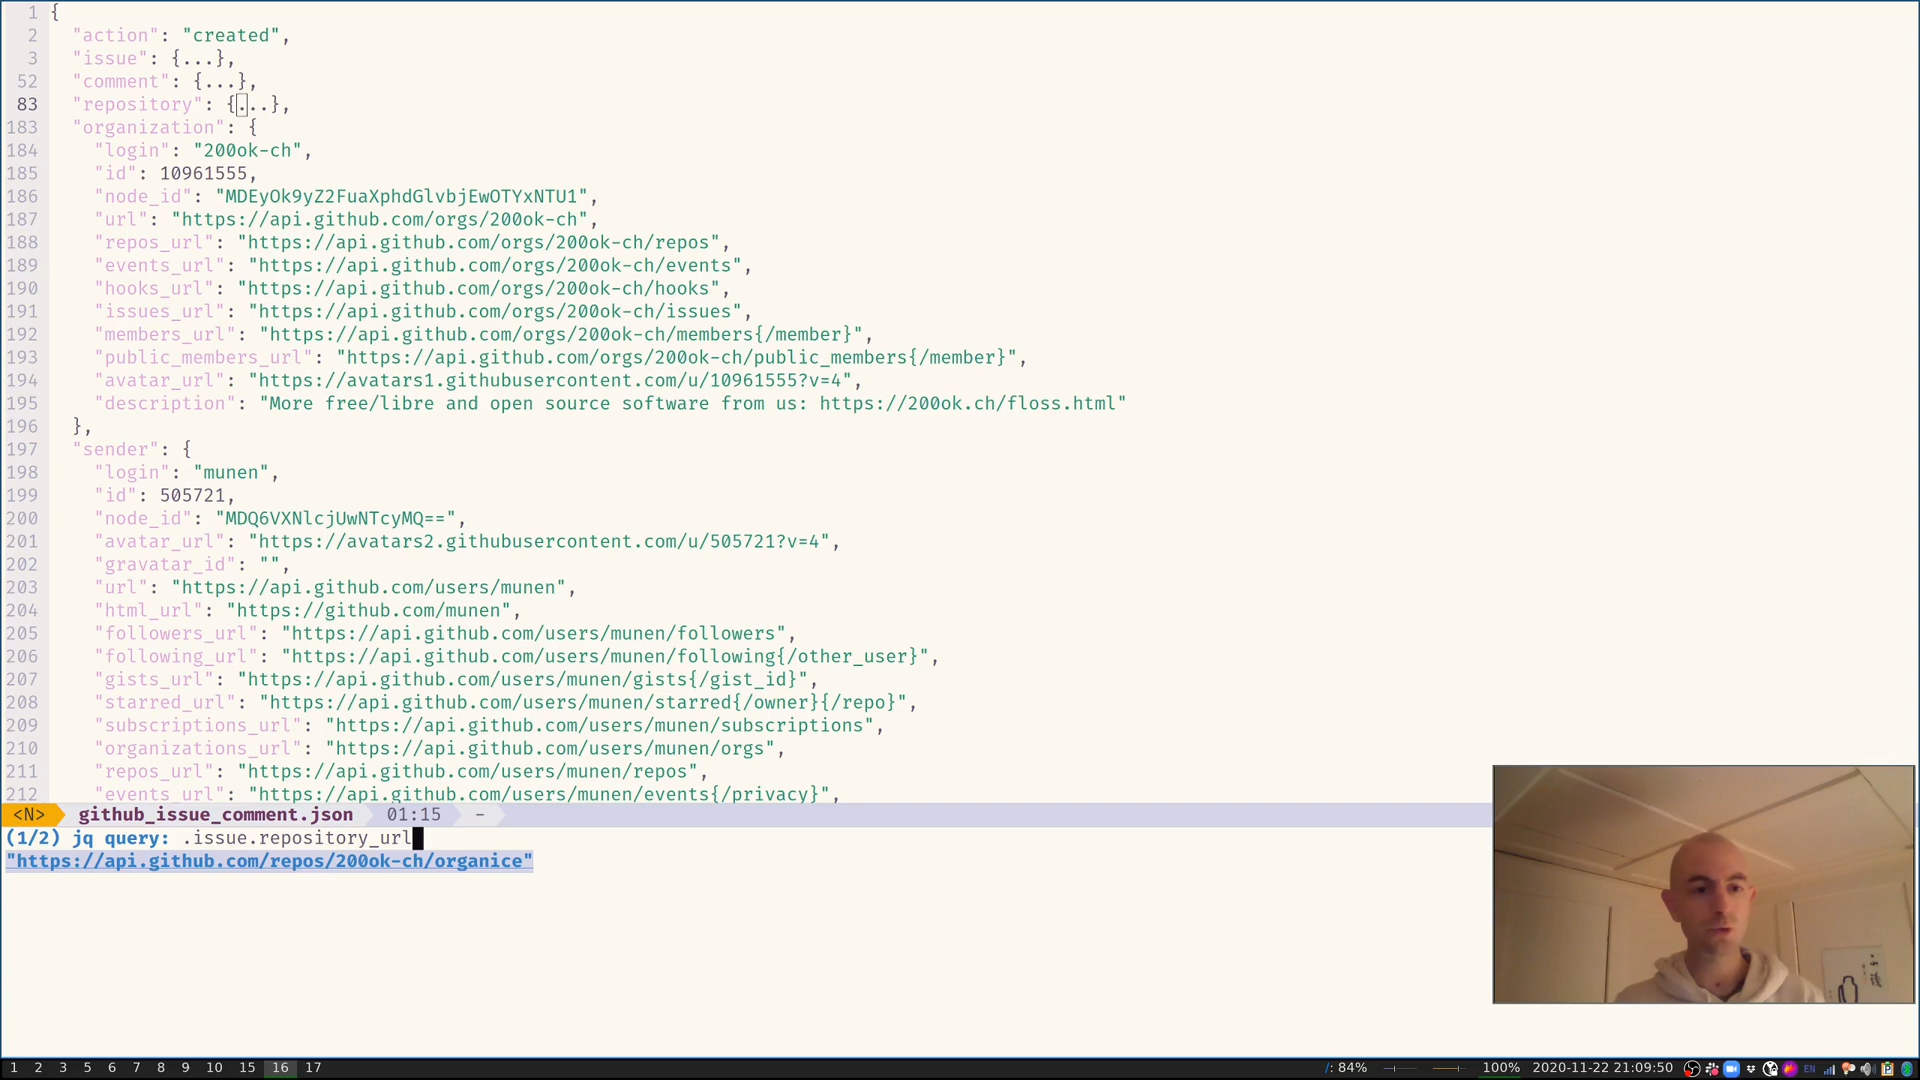 1 {
2 "action": "created",
3 "issue": {...},
52 "comment": {...},
83 "repository": {...},
183 "organization": {
184 "login": "200ok-ch",
185 "id": 10961555,
186 "node_id": "MDEyOk9yZ2FuaXphdGlvbjEwOTYxNTU1",
187 "url": "https://api.github.com/orgs/200ok-ch",
188 "repos_url": "https://api.github.com/orgs/200ok-ch/repos",
189 "events_url": "https://api.github.com/orgs/200ok-ch/events",
190 "hooks_url": "https://api.github.com/orgs/200ok-ch/hooks",
191 "issues_url": "https://api.github.com/orgs/200ok-ch/issues",
192 "members_url": "https://api.github.com/orgs/200ok-ch/members{/member}",
193 "public_members_url": "https://api.github.com/orgs/200ok-ch/public_members{/member}",
194 "avatar_url": "https://avatars1.githubusercontent.com/u/10961555?v=4",
195 "description": "More free/libre and open source software from us: https://200ok.ch/floss.html"
196 },
197 "sender": {
198 "login": "munen",
199 "id": 505721,
200 "node_id": "MDQ6VXNlcjUwNTcyMQ==",
201 "avatar_url": "https://avatars2.githubusercontent.com/u/505721?v=4",
202 "gravatar_id": "",
203 "url": "https://api.github.com/users/munen",
204 "html_url": "https://github.com/munen",
205 "followers_url": "https://api.github.com/users/munen/followers",
206 "following_url": "https://api.github.com/users/munen/following{/other_user}",
207 "gists_url": "https://api.github.com/users/munen/gists{/gist_id}",
208 "starred_url": "https://api.github.com/users/munen/starred{/owner}{/repo}",
209 "subscriptions_url": "https://api.github.com/users/munen/subscriptions",
210 "organizations_url": "https://api.github.com/users/munen/orgs",
211 "repos_url": "https://api.github.com/users/munen/repos",
212 "events_url": "https://api.github.com/users/munen/events{/privacy}",
<N> github_issue_comment.json 01:15 -
(1/2) jq query: .issue.repository_url
"https://api.github.com/repos/200ok-ch/organice"
1 2 3 5 6 7 8 9 10 15 16 17 /: 84% 100% 2020-11-22 21:09:50 EN